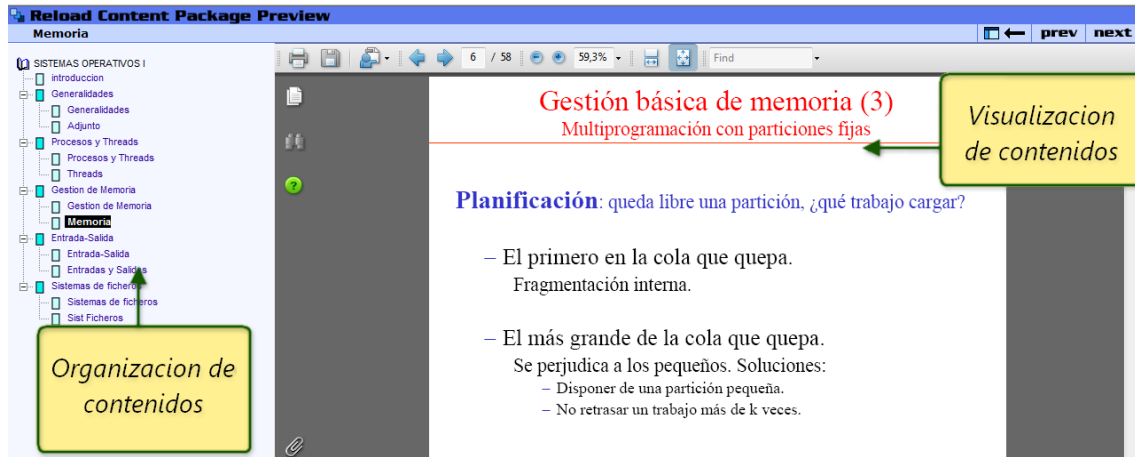 Reload Content Package Preview
Memoria
prev next
SISTEMAS OPERATIVOS I
introduccion
Generalidades
Generalidades
Adjunto
Procesos y Threads
Procesos y Threads
Threads
Gestion de Memoria
Gestion de Memoria
Memoria
Entrada-Salida
Entrada-Salida
Entradas y Salidas
Sistemas de ficheros
Sistemas de ficheros
Sist Ficheros
Organizacion de
contenidos
6 / 58 59,3% Find
Gestión básica de memoria (3)
Multiprogramación con particiones fijas
Visualizacion
de contenidos
Planificación: queda libre una partición, ¿qué trabajo cargar?
– El primero en la cola que quepa.
Fragmentación interna.
– El más grande de la cola que quepa.
Se perjudica a los pequeños. Soluciones:
– Disponer de una partición pequeña.
– No retrasar un trabajo más de k veces.